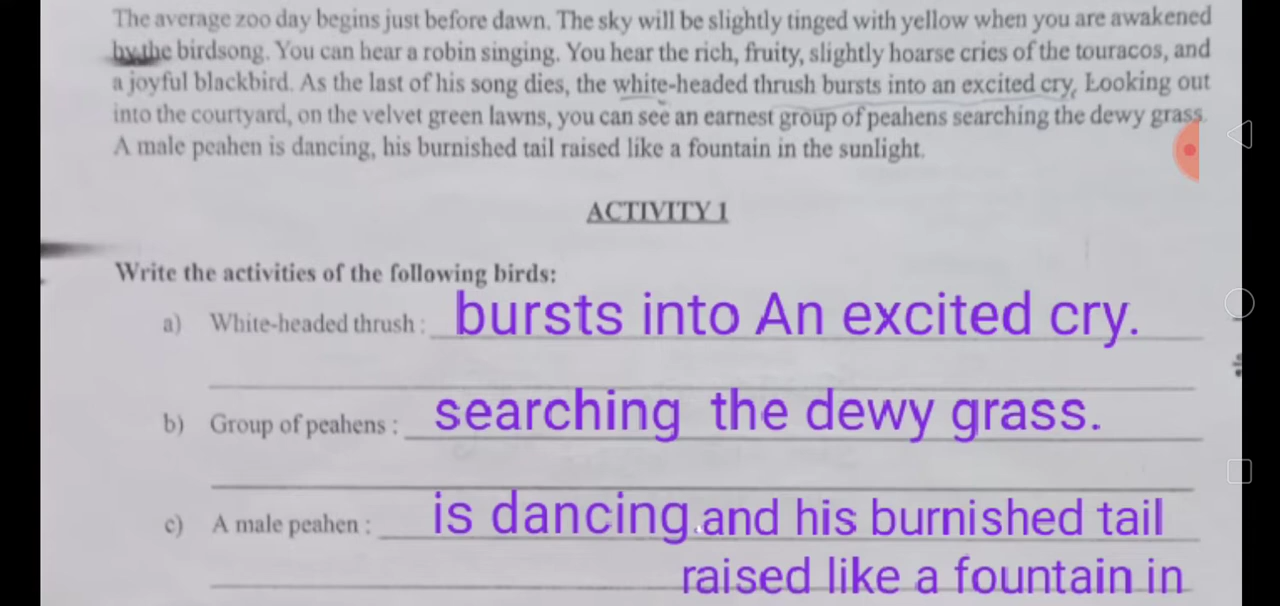 The average zoo day begins just before dawn. The sky will be slightly tinged with yellow when you are awakened
by the birdsong. You can hear a robin singing. You hear the rich, fruity, slightly hoarse cries of the touracos, and
a joyful blackbird. As the last of his song dies, the white-headed thrush bursts into an excited cry. Looking out
into the courtyard, on the velvet green lawns, you can see an earnest group of peahens searching the dewy grass.
A male peahen is dancing, his burnished tail raised like a fountain in the sunlight.
ACTIVITY 1
Write the activities of the following birds:
a) White-headed thrush : bursts into An excited cry.
b) Group of peahens : searching the dewy grass.
c) A male peahen : is dancing.and his burnished tail
raised like a fountain in